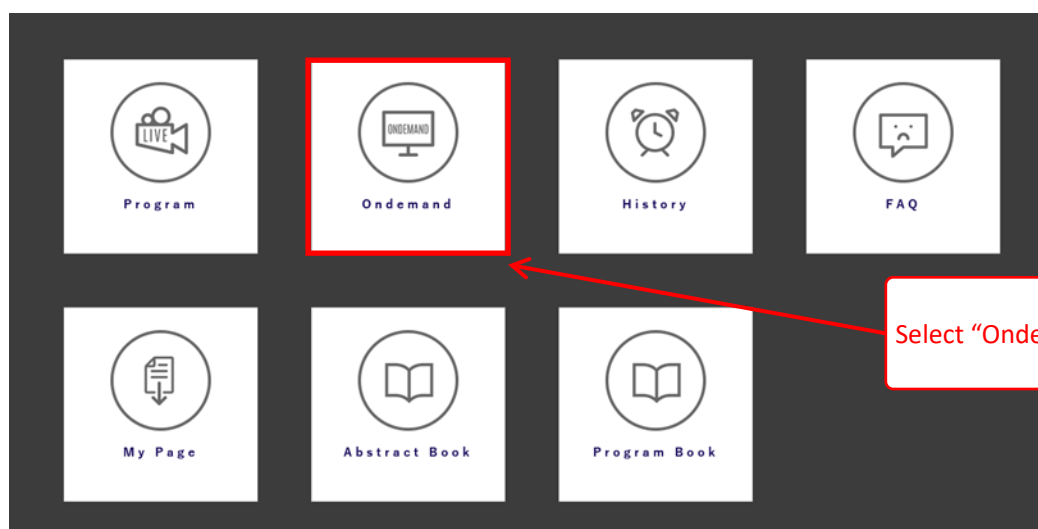 LIVE
Program
ONDEMAND
Ondemand
History
FAQ
Select “Onde
My Page
Abstract Book
Program Book